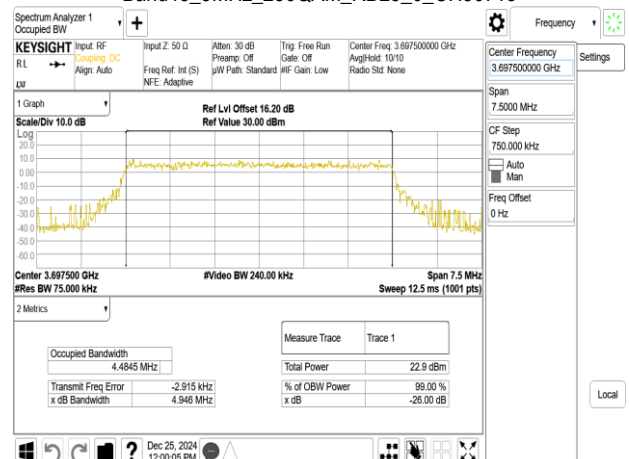 Spectrum Analyzer 1
Occupied BW
Frequency
KEYSIGHT
RL
LXI
Input: RF
Coupling: DC
Align: Auto
Input Z: 50 Ω
Freq Ref: Int (S)
NFE: Adaptive
Atten: 30 dB
Preamp: Off
µW Path: Standard
Trig: Free Run
Gate: Off
#IF Gain: Low
Center Freq: 3.697500000 GHz
Avg|Hold: 10/10
Radio Std: None
Center Frequency
3.697500000 GHz
Settings
Span
7.5000 MHz
CF Step
750.000 kHz
Auto
Man
Freq Offset
0 Hz
Local
1 Graph
Scale/Div 10.0 dB
Ref Lvl Offset 16.20 dB
Ref Value 30.00 dBm
Log
20.0
10.0
0.00
-10.0
-20.0
-30.0
-40.0
-50.0
-60.0
Center 3.697500 GHz
#Video BW 240.00 kHz
Span 7.5 MHz
#Res BW 75.000 kHz
Sweep 12.5 ms (1001 pts)
2 Metrics
Measure Trace Trace 1
Occupied Bandwidth
4.4845 MHz
Total Power 22.9 dBm
Transmit Freq Error -2.915 kHz
% of OBW Power 99.00 %
x dB Bandwidth 4.946 MHz
x dB -26.00 dB
Dec 25, 2024
12:00:05 PM